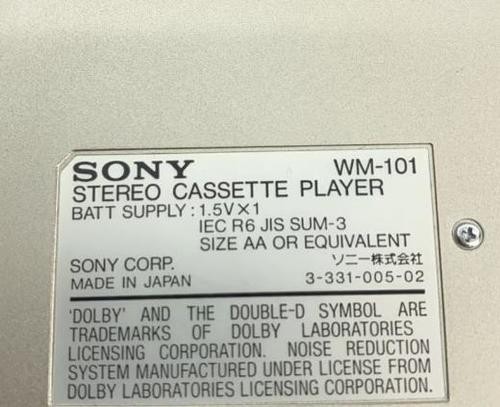 SONY WM-101
STEREO CASSETTE PLAYER
BATT SUPPLY : 1.5V×1
IEC R6 JIS SUM-3
SIZE AA OR EQUIVALENT
SONY CORP. ソニー株式会社
MADE IN JAPAN 3-331-005-02
'DOLBY' AND THE DOUBLE-D SYMBOL ARE
TRADEMARKS OF DOLBY LABORATORIES
LICENSING CORPORATION. NOISE REDUCTION
SYSTEM MANUFACTURED UNDER LICENSE FROM
DOLBY LABORATORIES LICENSING CORPORATION.